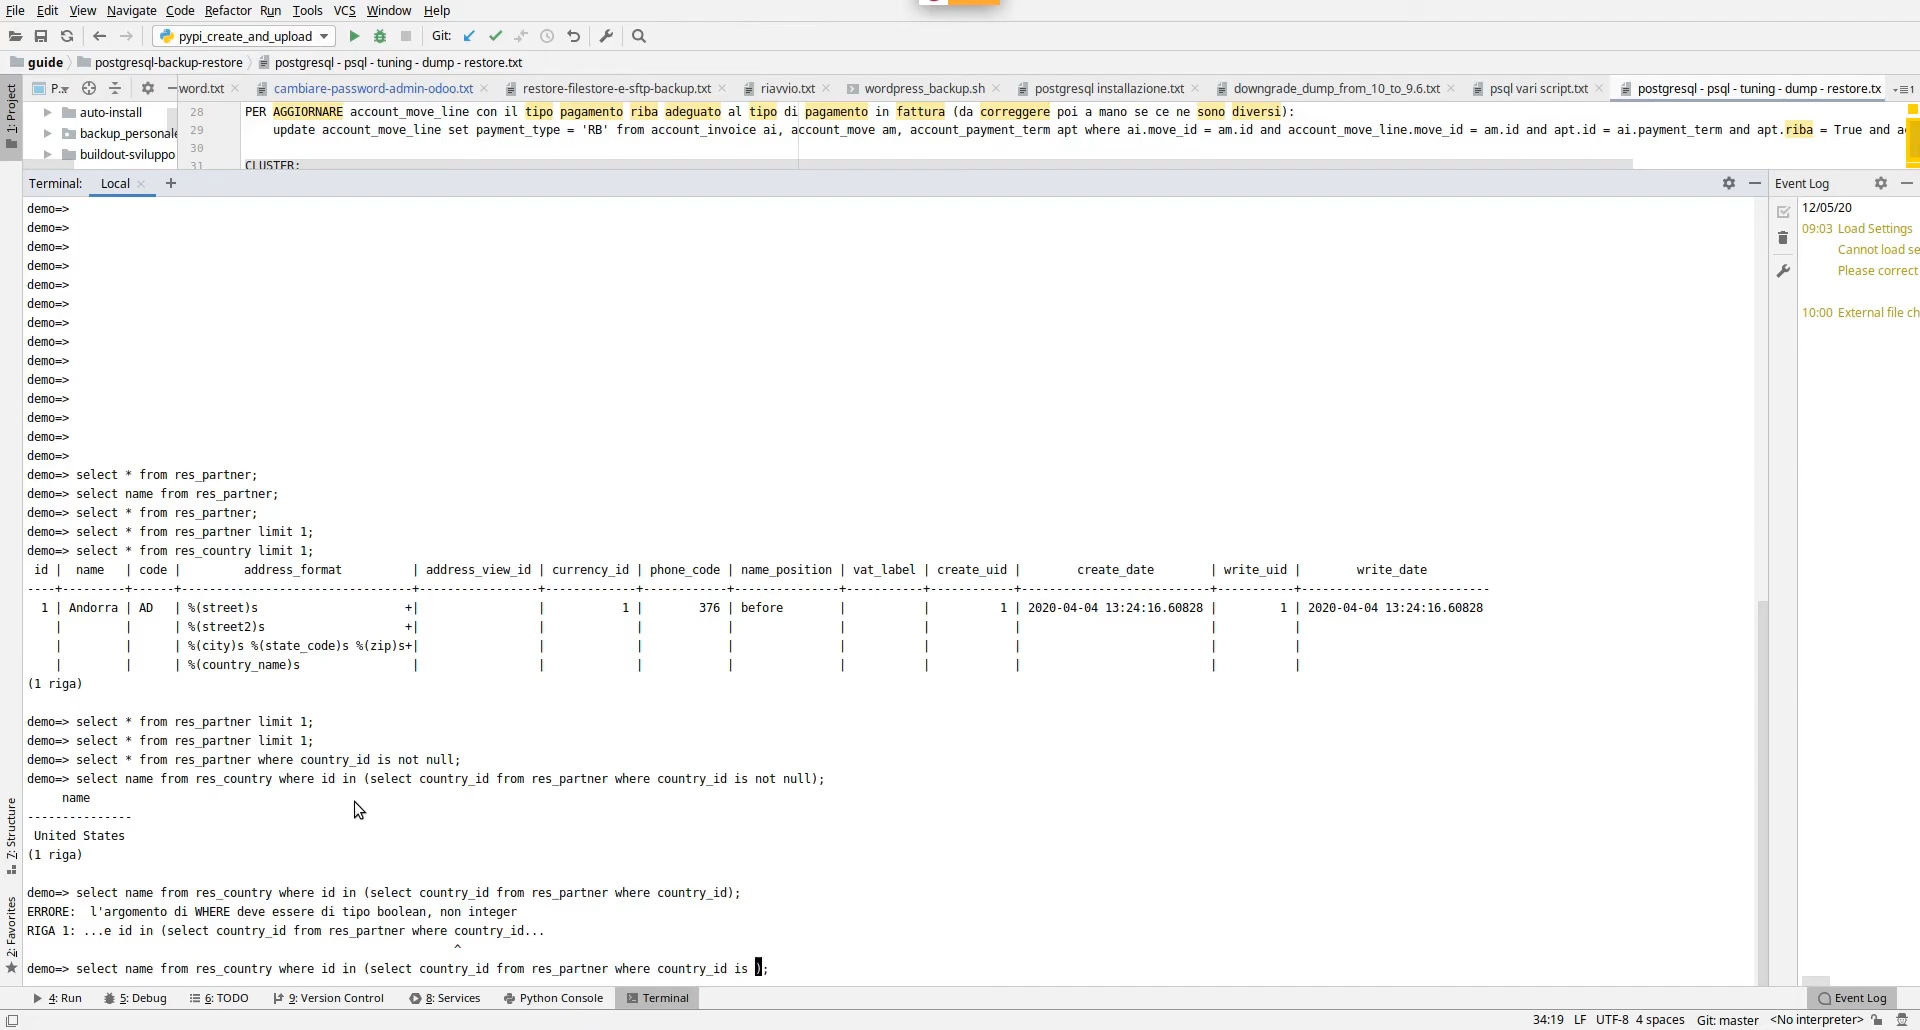 File Edit View Navigate Code Refactor Run Tools VCS Window Help
pypi_create_and_upload Git:
guide postgresql-backup-restore postgresql - psql - tuning - dump - restore.txt
1: Project
P.. word.txt cambiare-password-admin-odoo.txt restore-filestore-e-sftp-backup.txt riavvio.txt wordpress_backup.sh postgresql installazione.txt downgrade_dump_from_10_to_9.6.txt psql vari script.txt postgresql - psql - tuning - dump - restore.tx
auto-install
backup_personale
buildout-sviluppo
28 PER AGGIORNARE account_move_line con il tipo pagamento riba adeguato al tipo di pagamento in fattura (da correggere poi a mano se ce ne sono diversi):
29 update account_move_line set payment_type = 'RB' from account_invoice ai, account_move am, account_payment_term apt where ai.move_id = am.id and account_move_line.move_id = am.id and apt.id = ai.payment_term and apt.riba = True and a
30
31 CLUSTER:
Terminal: Local +
demo=>
demo=>
demo=>
demo=>
demo=>
demo=>
demo=>
demo=>
demo=>
demo=>
demo=>
demo=>
demo=>
demo=>
demo=> select * from res_partner;
demo=> select name from res_partner;
demo=> select * from res_partner;
demo=> select * from res_partner limit 1;
demo=> select * from res_country limit 1;
id | name | code | address_format | address_view_id | currency_id | phone_code | name_position | vat_label | create_uid | create_date | write_uid | write_date
----+---------+------+---------------------------------+-----------------+-------------+------------+---------------+-----------+------------+---------------------------+-----------+---------------------------
1 | Andorra | AD | %(street)s +| | 1 | 376 | before | | 1 | 2020-04-04 13:24:16.60828 | 1 | 2020-04-04 13:24:16.60828
| | | %(street2)s +| | | | | | | | |
| | | %(city)s %(state_code)s %(zip)s+| | | | | | | | |
| | | %(country_name)s | | | | | | | | |
(1 riga)
demo=> select * from res_partner limit 1;
demo=> select * from res_partner limit 1;
demo=> select * from res_partner where country_id is not null;
demo=> select name from res_country where id in (select country_id from res_partner where country_id is not null);
name
---------------
United States
(1 riga)
demo=> select name from res_country where id in (select country_id from res_partner where country_id);
ERRORE: l'argomento di WHERE deve essere di tipo boolean, non integer
RIGA 1: ...e id in (select country_id from res_partner where country_id...
^
demo=> select name from res_country where id in (select country_id from res_partner where country_id is );
Event Log
12/05/20
09:03 Load Settings
Cannot load se
Please correct
10:00 External file ch
7: Structure
2: Favorites
4: Run 5: Debug 6: TODO 9: Version Control 8: Services Python Console Terminal Event Log
34:19 LF UTF-8 4 spaces Git: master <No interpreter>